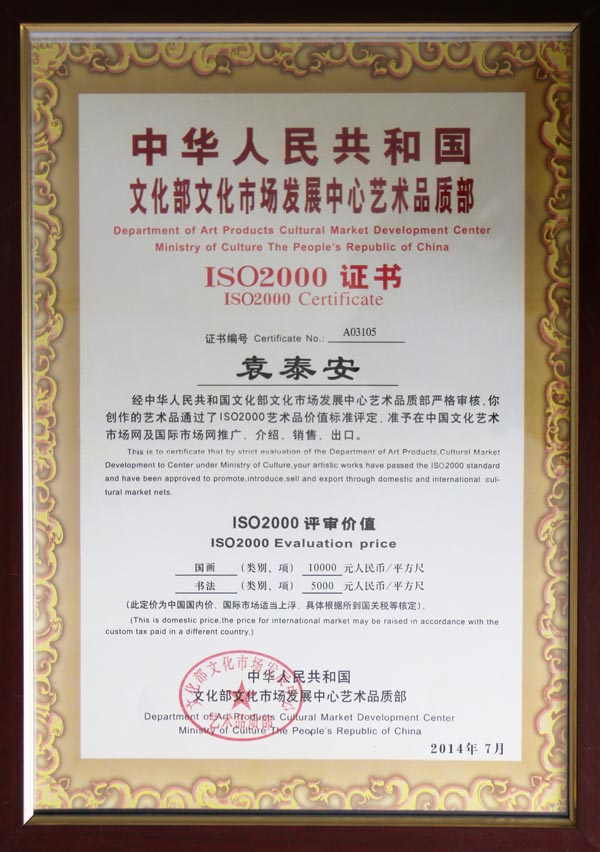 中华人民共和国
文化部文化市场发展中心艺术品质部
Department of Art Products Cultural Market Development Center
Ministry of Culture The People's Republic of China
ISO2000 证书
ISO2000 Certificate
证书编号 Certificate No.: A03105
袁泰安
经中华人民共和国文化部文化市场发展中心艺术品质部严格审核，你
创作的艺术品通过了ISO2000艺术品价值标准评定，准予在中国文化艺术
市场网及国际市场网推广、介绍、销售、出口。
This is to certificate that by strict evaluation of the Department of Art Products,Cultural Market
Development to Center under Ministry of Culture,your artistic works have passed the ISO2000 standard
and have been approved to promote,introduce,sell and export through domestic and international cul-
tural market nets.
ISO2000 评审价值
ISO2000 Evaluation price
国画 (类别、项) 10000 元人民币/平方尺
书法 (类别、项) 5000 元人民币/平方尺
(此定价为中国国内价，国际市场适当上浮，具体根据所到国关税等核定)。
(This is domestic price,the price for international market may be raised in accordance with the
custom tax paid in a different country.)
中华人民共和国
文化部文化市场发展中心艺术品质部
Department of Art Products Cultural Market Development Center
Ministry of Culture The People's Republic of China
文化部文化市场发展中心
艺术品质部
2014年 7月